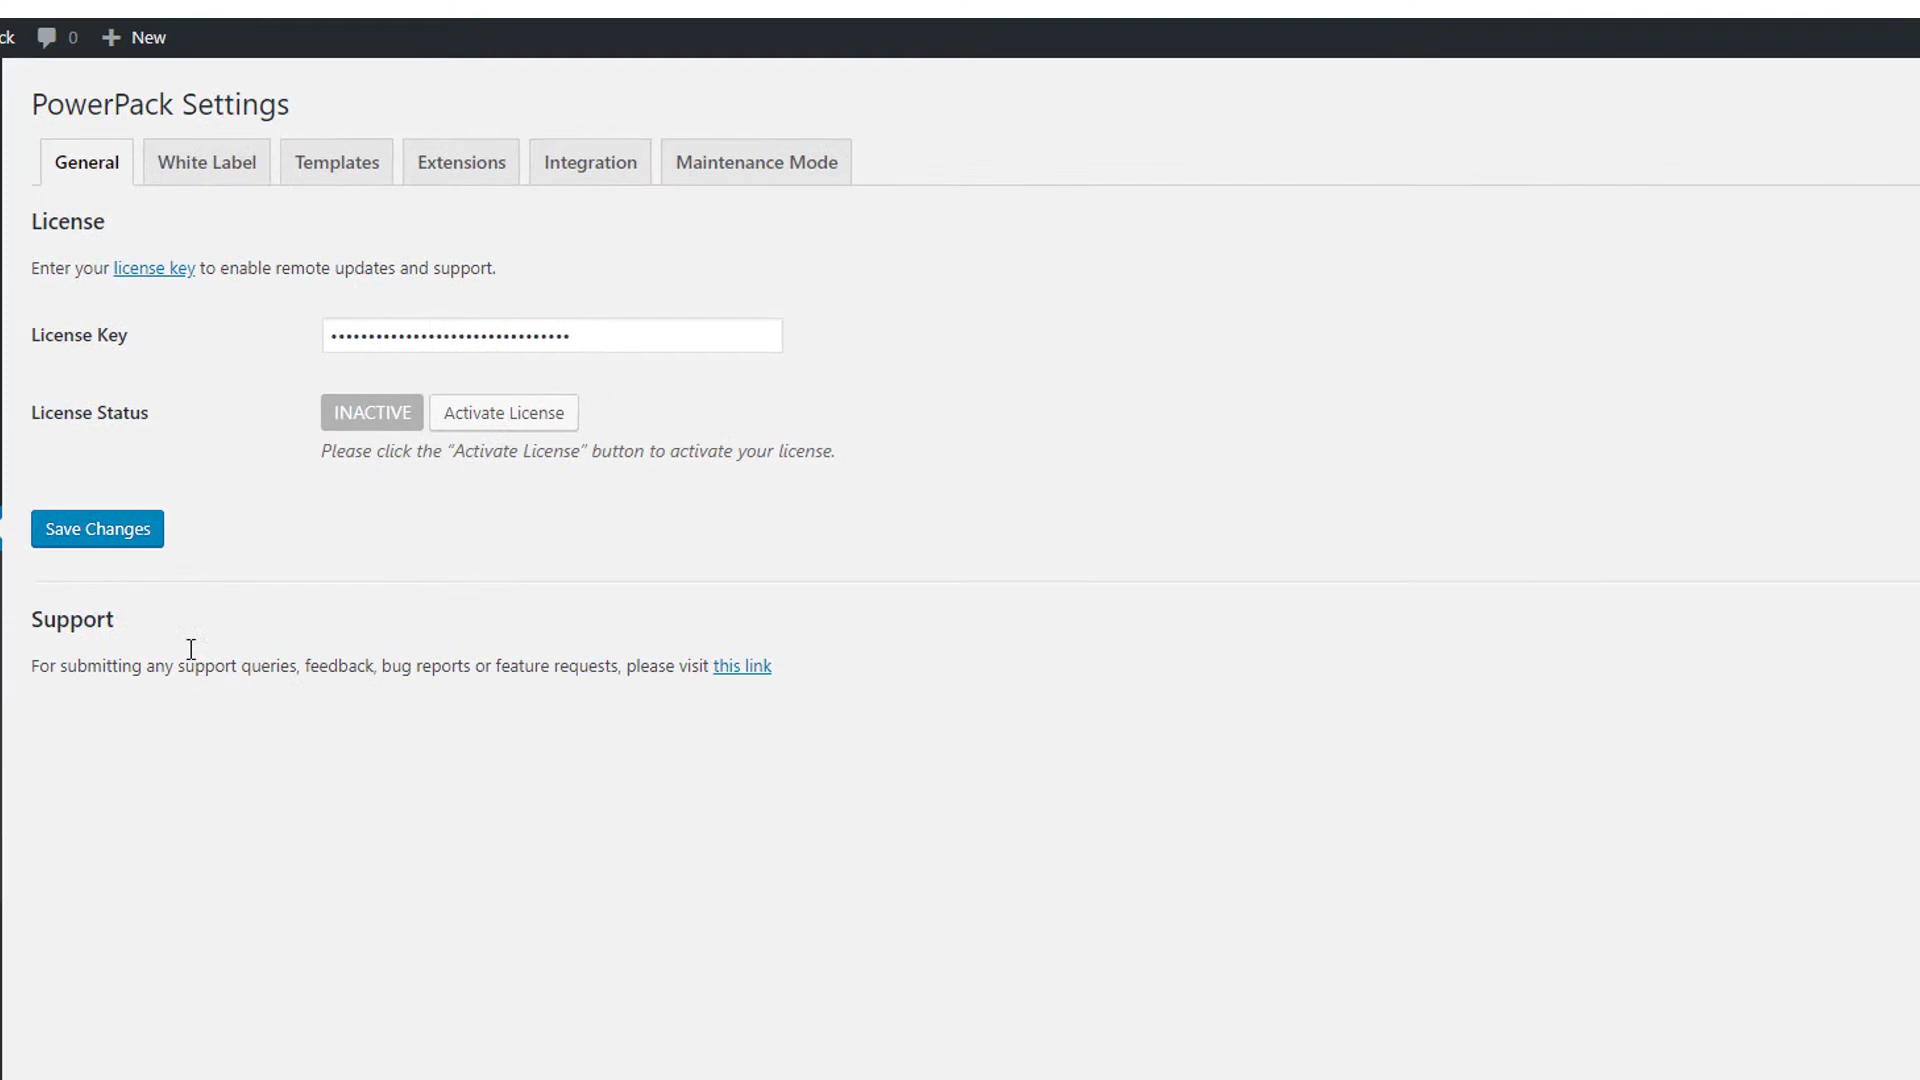 ck 0 New
PowerPack Settings
General White Label Templates Extensions Integration Maintenance Mode
License
Enter your license key to enable remote updates and support.
License Key ••••••••••••••••••••••••••••••••
License Status INACTIVE Activate License
Please click the “Activate License” button to activate your license.
Save Changes
Support
For submitting any support queries, feedback, bug reports or feature requests, please visit this link